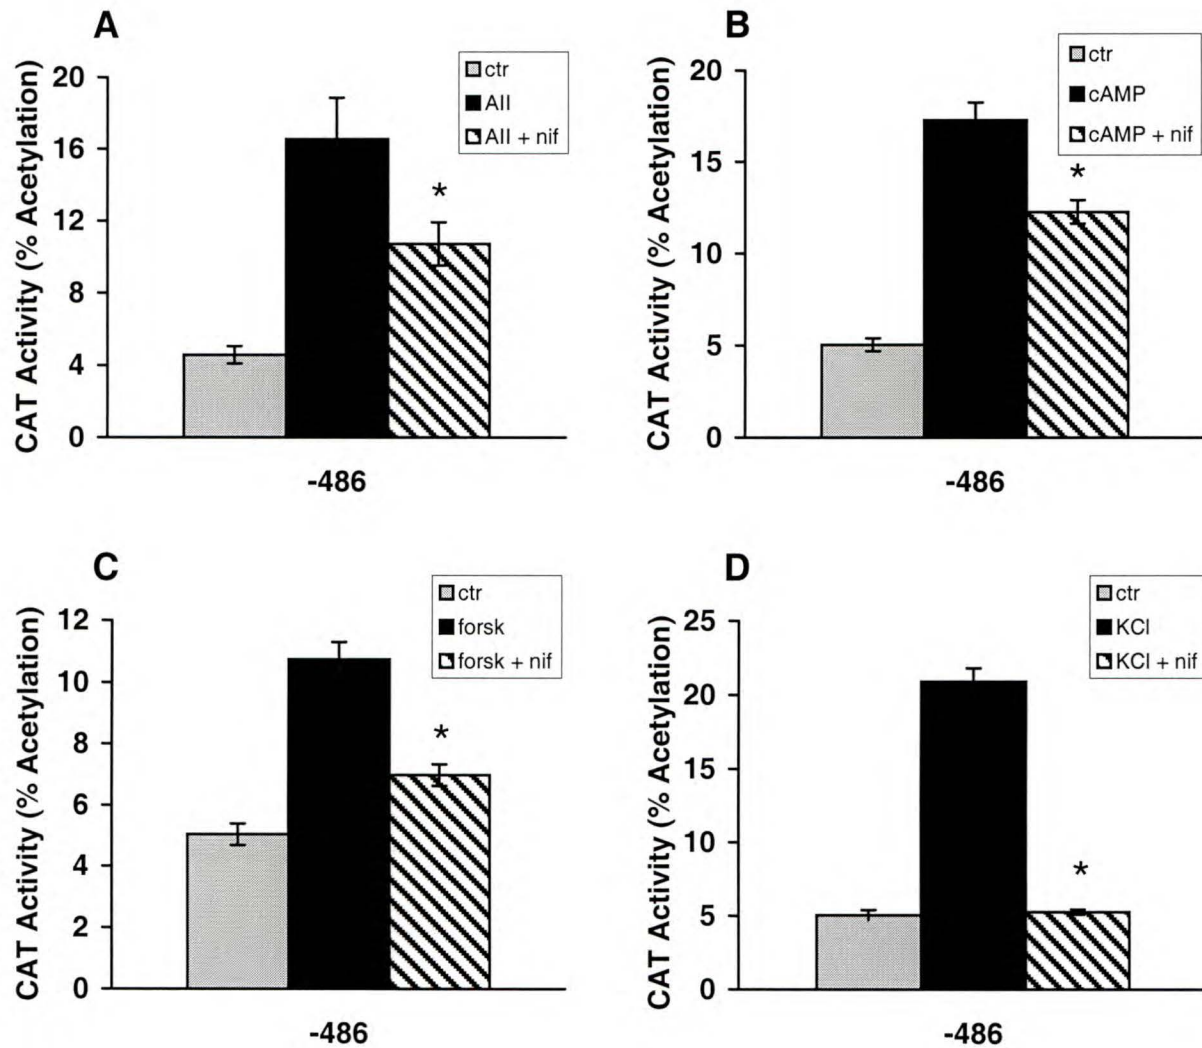 A
CAT Activity (% Acetylation)
20
16
12
8
4
0
ctr
AII
AII + nif
*
-486
B
CAT Activity (% Acetylation)
20
15
10
5
0
ctr
cAMP
cAMP + nif
*
-486
C
CAT Activity (% Acetylation)
12
10
8
6
4
2
0
ctr
forsk
forsk + nif
*
-486
D
CAT Activity (% Acetylation)
25
20
15
10
5
0
ctr
KCl
KCl + nif
*
-486